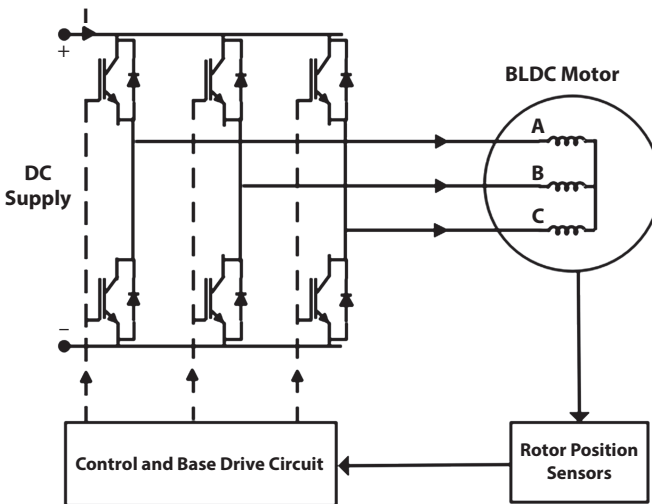 +
BLDC Motor
A
DC
Supply
B
C
−
Control and Base Drive Circuit
Rotor Position
Sensors